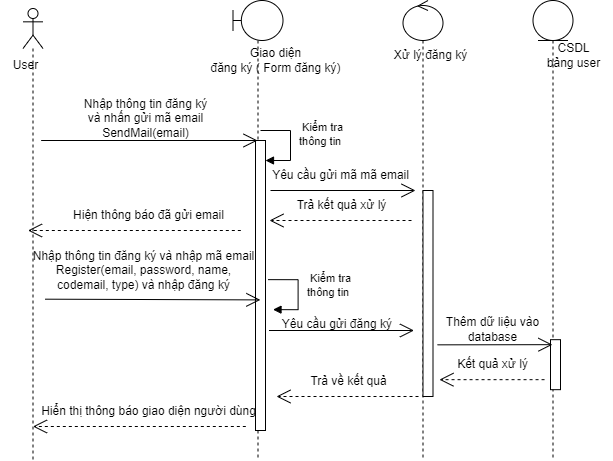 User
Giao diện
đăng ký ( Form đăng ký)
Xử lý đăng ký
CSDL
bảng user
Nhập thông tin đăng ký
và nhấn gửi mã email
SendMail(email)
Kiểm tra
thông tin
Yêu cầu gửi mã mã email
Trả kết quả xử lý
Hiện thông báo đã gửi email
Nhập thông tin đăng ký và nhập mã email
Register(email, password, name,
codemail, type) và nhập đăng ký
Kiểm tra
thông tin
Yêu cầu gửi đăng ký
Thêm dữ liệu vào
database
Kết quả xử lý
Trả về kết quả
Hiển thị thông báo giao diện người dùng